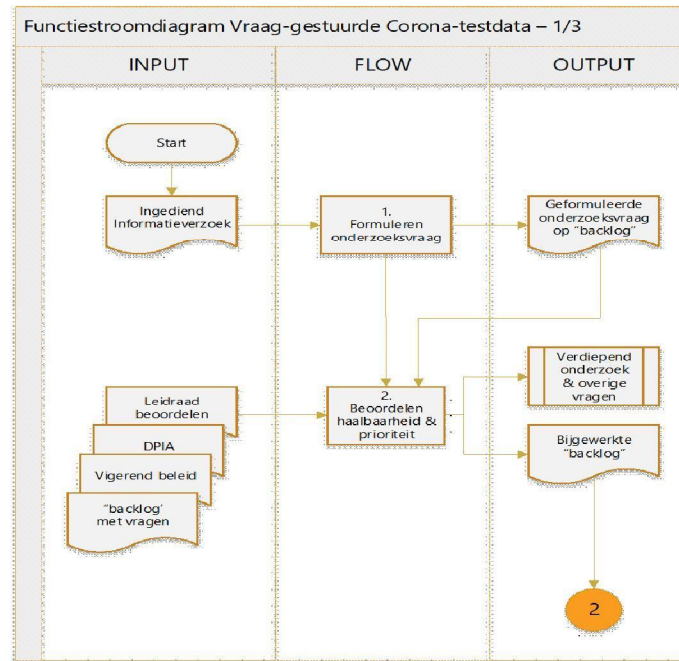 Functiestroomdiagram Vraag-gestuurde Corona-testdata – 1/3
INPUT
FLOW
OUTPUT
Start
Ingediend
Informatieverzoek
1.
Formuleren
onderzoeksvraag
Geformuleerde
onderzoeksvraag
op "backlog"
Leidraad
beoordelen
DPIA
Vigerend beleid
"backlog'
met vragen
2.
Beoordelen
haalbaarheid &
prioriteit
Verdiepend
onderzoek
& overige
vragen
Bijgewerkte
"backlog"
2